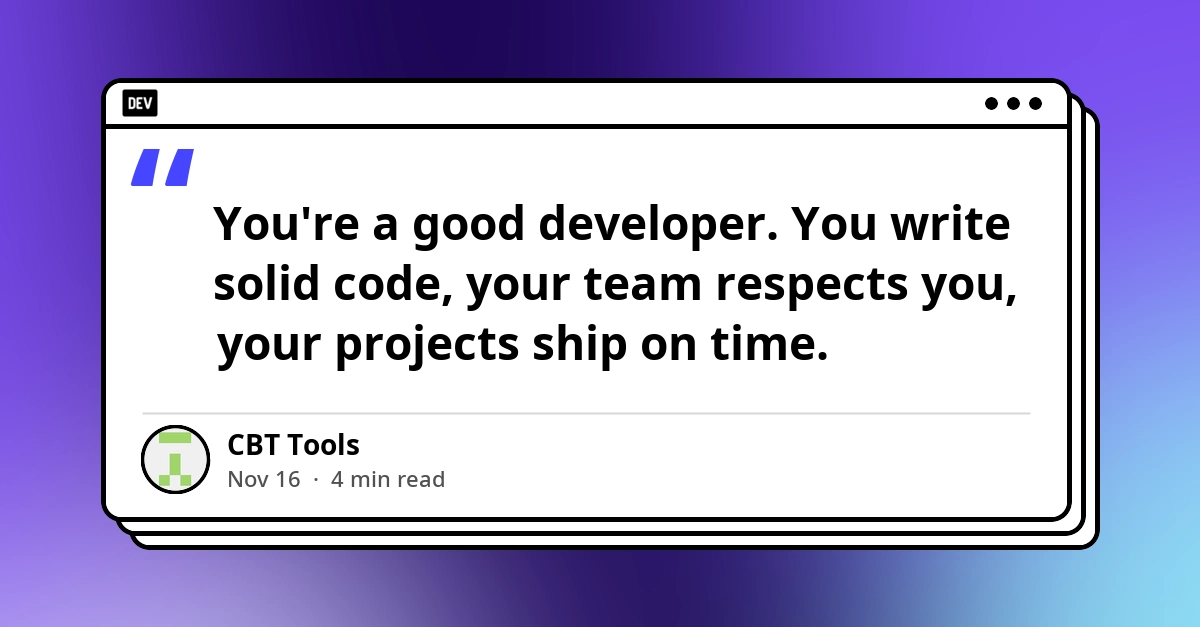 DEV
“
You're a good developer. You write
solid code, your team respects you,
your projects ship on time.
CBT Tools
Nov 16 · 4 min read